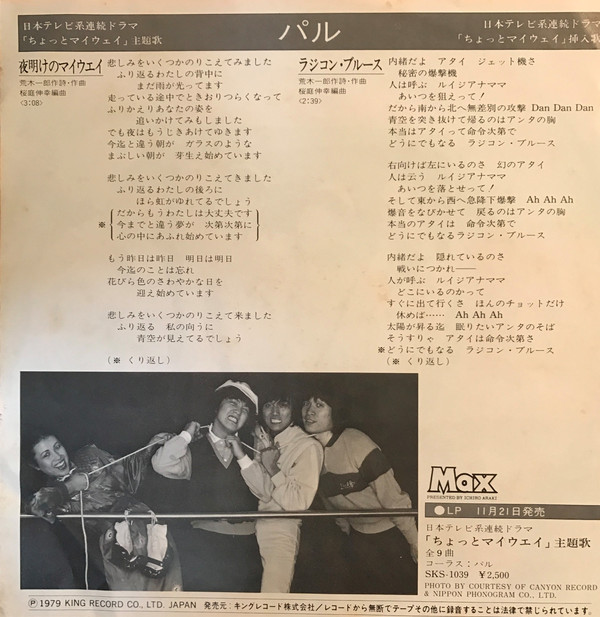 日本テレビ系連続ドラマ
「ちょっとマイウェイ」主題歌
パル
日本テレビ系連続ドラマ
「ちょっとマイウェイ」挿入歌
夜明けのマイウエイ
荒木一郎作詩・作曲
桜庭伸幸編曲
〈3:08〉
悲しみをいくつかのりこえてみました
ふり返るわたしの背中に
まだ雨が光ってます
走っている途中でときおりつらくなって
ふりかえりあなたの姿を
追いかけてみもしました
でも夜はもうじきあけてゆきます
今迄と違う朝が ガラスのような
まぶしい朝が 芽生え始めています
悲しみをいくつかのりこえてきました
ふり返るわたしの後ろに
ほら虹がゆれてるでしょう
※
だからもうわたしは大丈夫です
今までと違う夢が 次第次第に
心の中にあふれ始めています
もう昨日は昨日 明日は明日
今迄のことは忘れ
花びら色のさわやかな日を
迎え始めています
悲しみをいくつかのりこえて来ました
ふり返る 私の向うに
青空が見えてるでしょう
(※ くり返し)
ラジコン・ブルース
荒木一郎作詩・作曲
桜庭伸幸編曲
〈2:39〉
内緒だよ アタイ ジェット機さ
秘密の爆撃機
人は呼ぶ ルイジアナママ
あいつを狙えって!
だから南から北へ無差別の攻撃 Dan Dan Dan
青空を突き抜けて帰るのはアンタの胸
本当はアタイって命令次第で
どうにでもなる ラジコン・ブルース
右向けば左にいるのさ 幻のアタイ
人は云う ルイジアナママ
あいつを落とせって!
そして東から西へ急降下爆撃 Ah Ah Ah
爆音をなびかせて 戻るのはアンタの胸
本当のアタイは 命令次第で
どうにでもなるラジコン・ブルース
内緒だよ 隠れているのさ
戦いにつかれ——
人が呼ぶ ルイジアナママ
どこにいるのかって
すぐに出て行くさ ほんのチョットだけ
休めば…… Ah Ah Ah
太陽が昇る迄 眠りたいアンタのそば
そうすりゃ アタイは命令次第さ
※どうにでもなる ラジコン・ブルース
(※ くり返し)
Max
PRESENTED BY ICHIRO ARAKI
●LP 11月21日発売
日本テレビ系連続ドラマ
「ちょっとマイウエイ」主題歌
全9曲
コーラス:パル
SKS-1039 ¥2,500
PHOTO BY COURTESY OF CANYON RECORD
& NIPPON PHONOGRAM CO., LTD.
Ⓟ 1979 KING RECORD CO., LTD. JAPAN 発売元:キングレコード株式会社/レコードから無断でテープその他に録音することは法律で禁じられています。